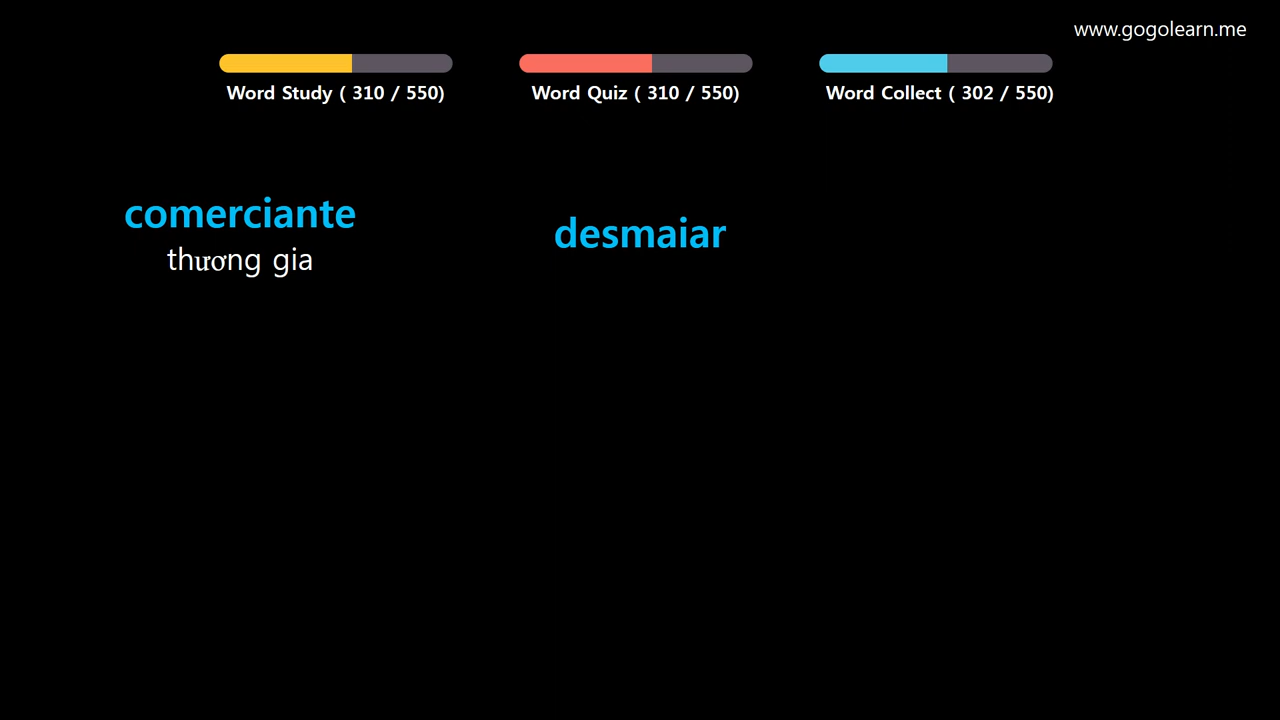 www.gogolearn.me
Word Study ( 310 / 550)
Word Quiz ( 310 / 550)
Word Collect ( 302 / 550)
comerciante
thương gia
desmaiar